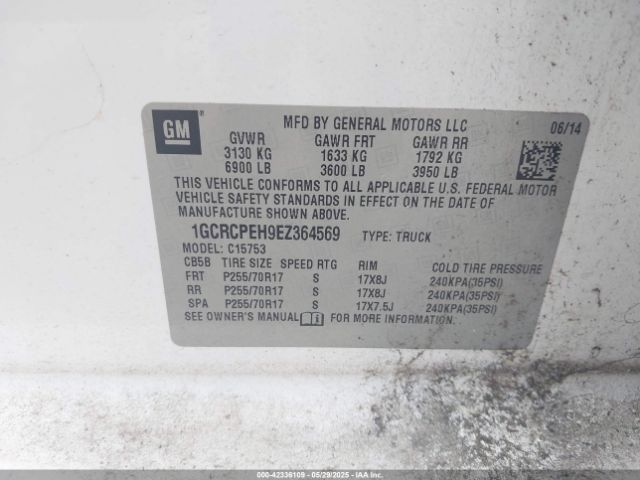 GM
MFD BY GENERAL MOTORS LLC 06/14
GVWR GAWR FRT GAWR RR
3130 KG 1633 KG 1792 KG
6900 LB 3600 LB 3950 LB
THIS VEHICLE CONFORMS TO ALL APPLICABLE U.S. FEDERAL MOTOR
VEHICLE SAFETY STANDARDS IN EFFECT ON THE DATE OF
MANUFACTURE SHOWN ABOVE.
1GCRCPEH9EZ364569 TYPE: TRUCK
MODEL: C15753
CB5B TIRE SIZE SPEED RTG RIM COLD TIRE PRESSURE
FRT P255/70R17 S 17X8J 240KPA(35PSI)
RR P255/70R17 S 17X8J 240KPA(35PSI)
SPA P255/70R17 S 17X7.5J 240KPA(35PSI)
SEE OWNER'S MANUAL FOR MORE INFORMATION.
000-42336109 - 05/29/2025 - IAAI.COM